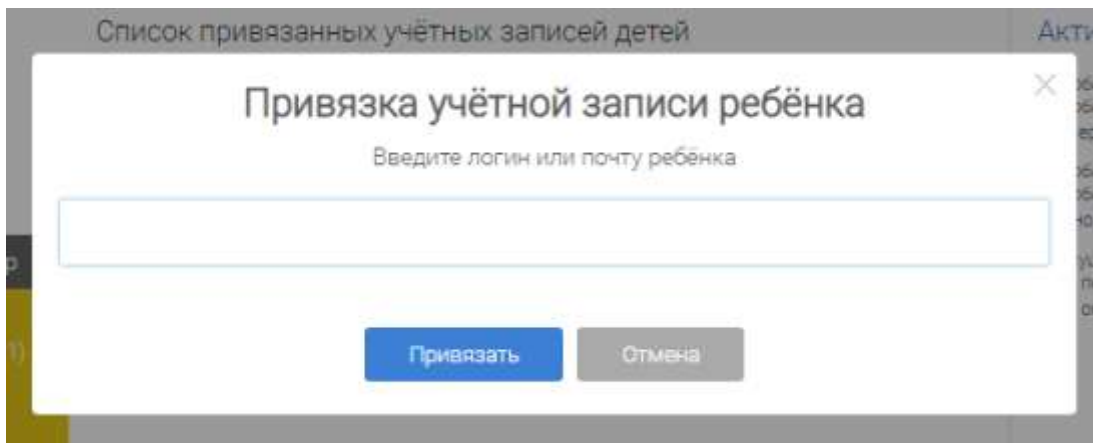 Список привязанных учётных записей детей
Привязка учётной записи ребёнка
Введите логин или почту ребёнка
Привязать
Отмена